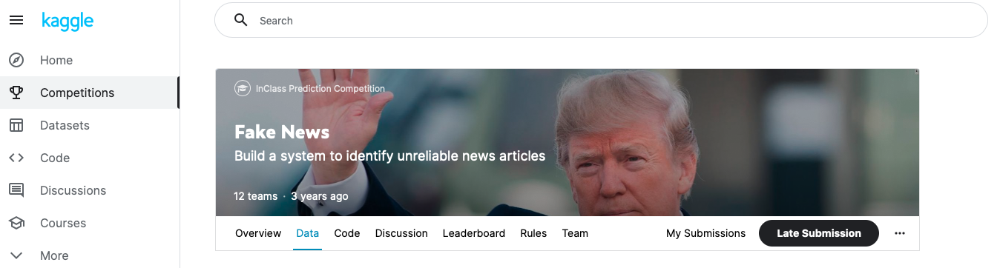 kaggle
Search
Home
Competitions
Datasets
Code
Discussions
Courses
More
InClass Prediction Competition
Fake News
Build a system to identify unreliable news articles
12 teams · 3 years ago
Overview Data Code Discussion Leaderboard Rules Team My Submissions Late Submission ···